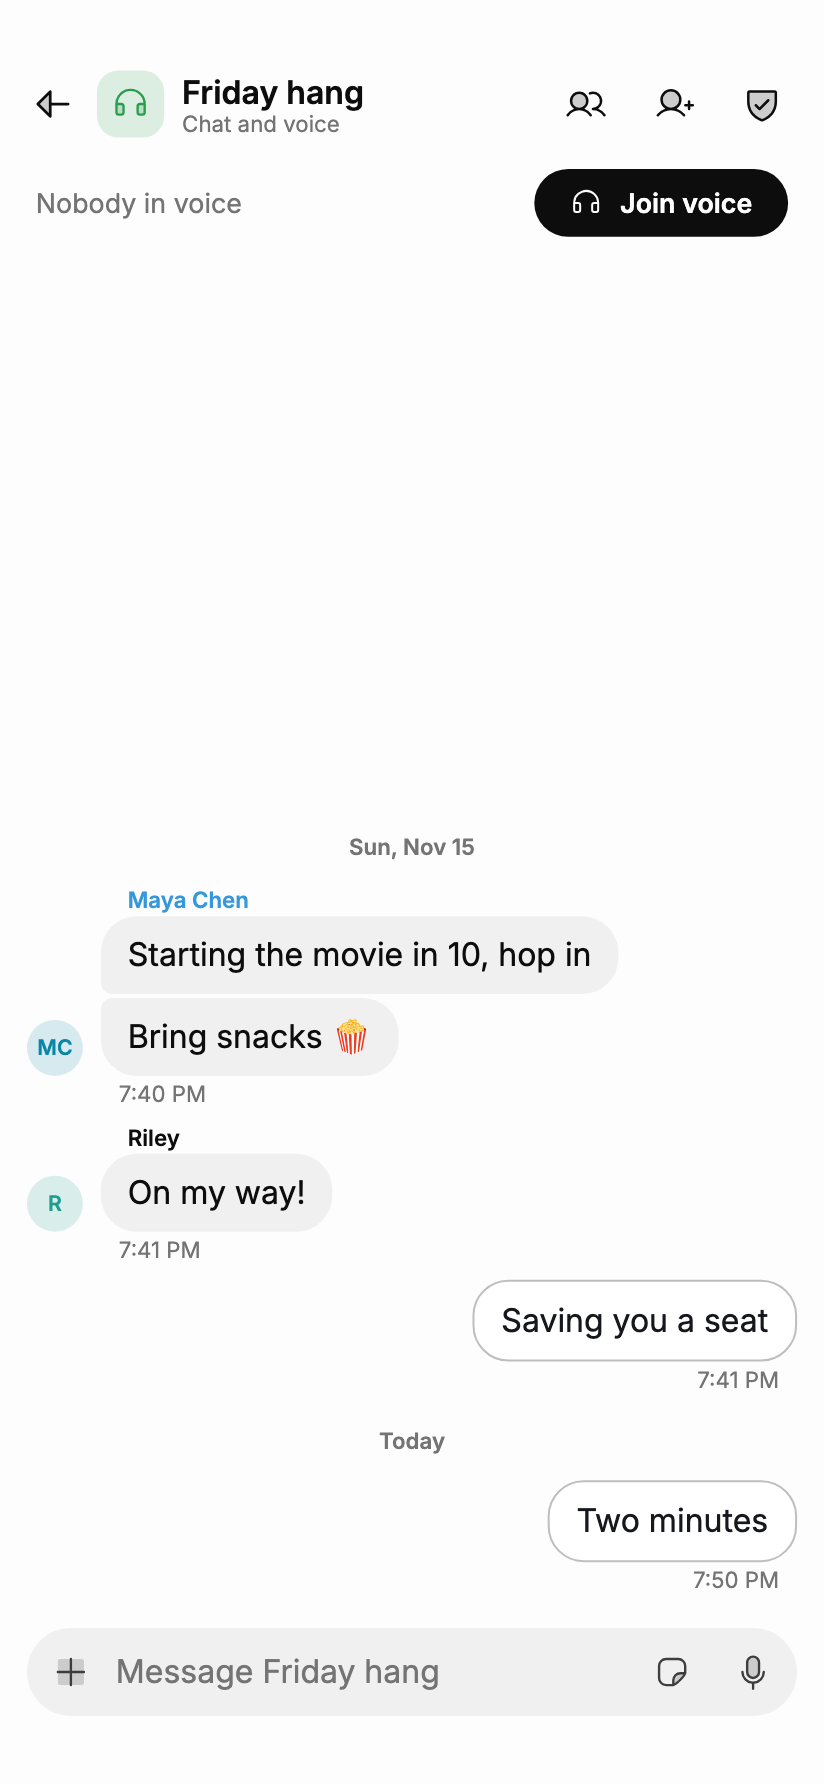 Friday hang
Chat and voice
Nobody in voice
Join voice
Sun, Nov 15
Maya Chen
Starting the movie in 10, hop in
Bring snacks 🍿
MC
7:40 PM
Riley
On my way!
R
7:41 PM
Saving you a seat
7:41 PM
Today
Two minutes
7:50 PM
Message Friday hang